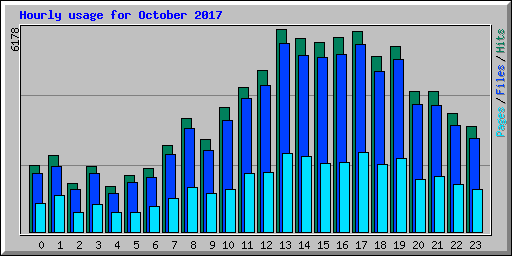 Hourly usage for October 2017
6178
Pages / Files / Hits
0 1 2 3 4 5 6 7 8 9 10 11 12 13 14 15 16 17 18 19 20 21 22 23